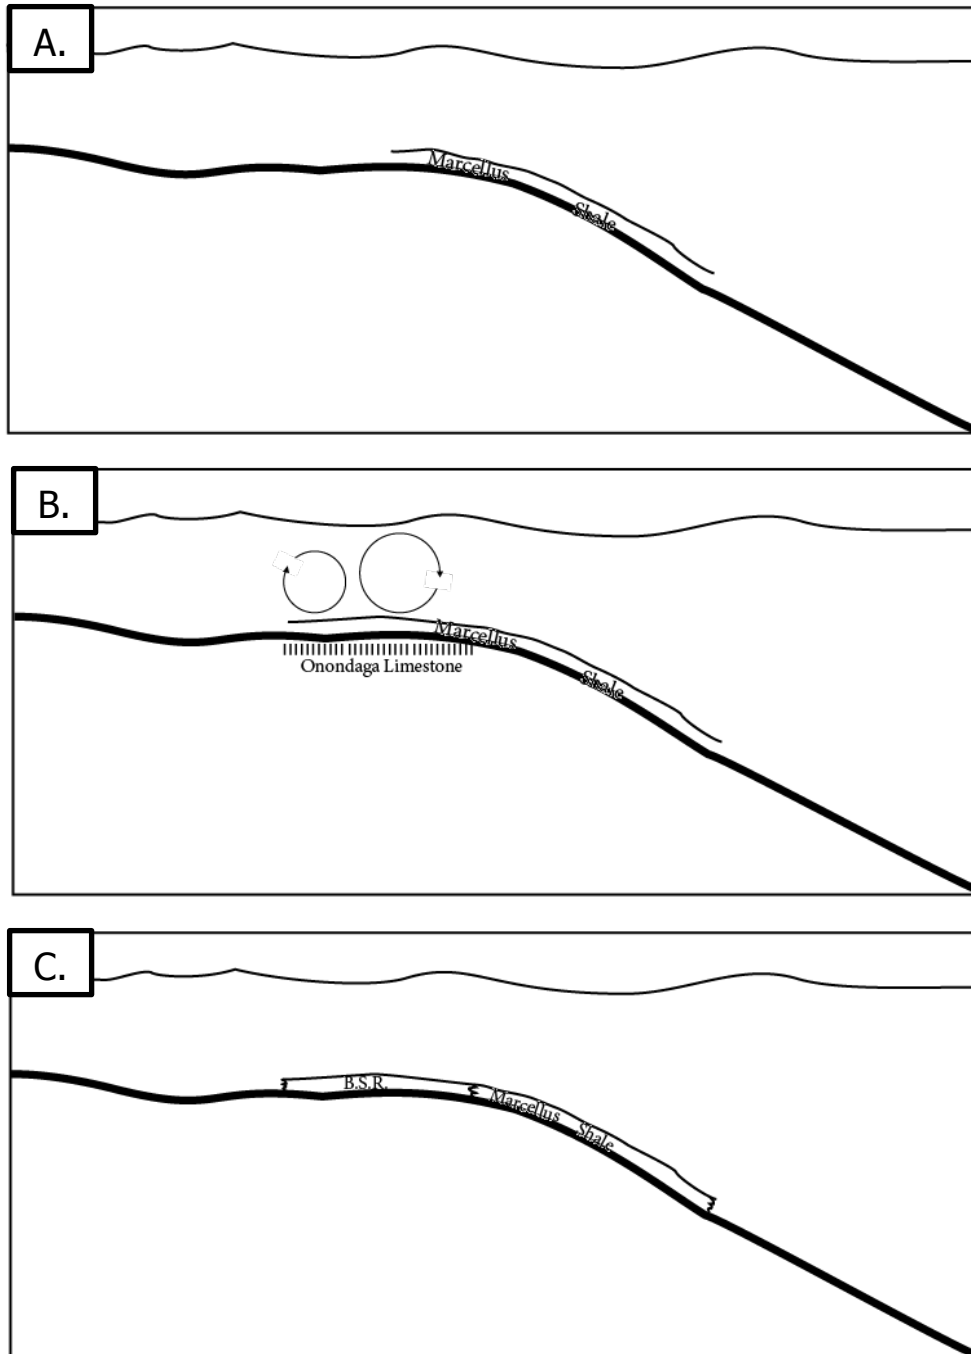 A.
Marcellus
Shale
B.
Marcellus
Onondaga Limestone
Shale
C.
B.S.R.
Marcellus Shale